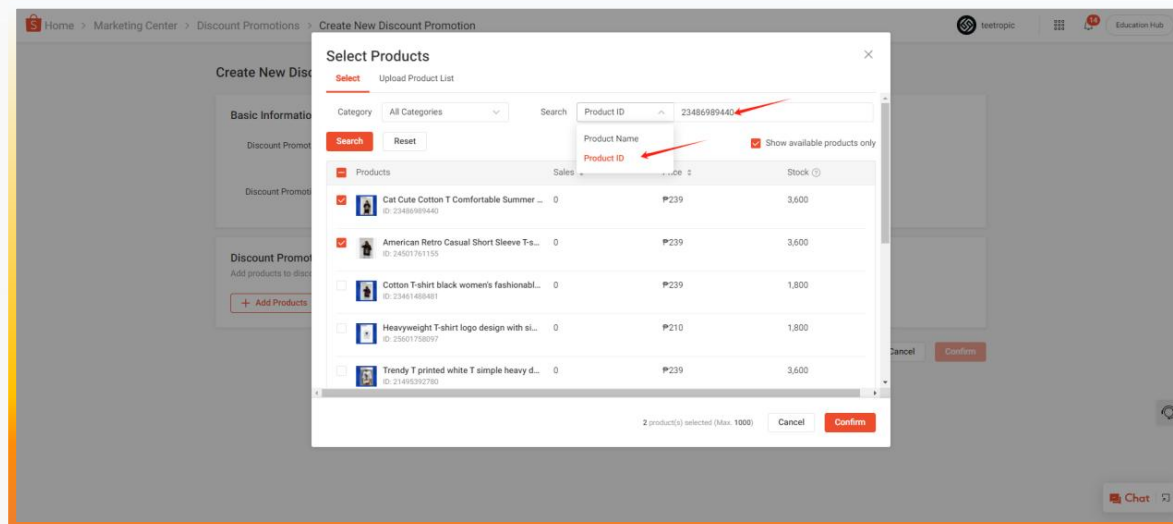 Home > Marketing Center > Discount Promotions > Create New Discount Promotion
teetropic
14
Education Hub
Create New Disc
Select Products
Select Upload Product List
Basic Informatio
Category All Categories Search Product ID 23486989440
Discount Promot
Search Reset Product Name Show available products only
Product ID
Products Sales Price Stock
Discount Promoti
Cat Cute Cotton T Comfortable Summer ... 0 ₱239 3,600
ID: 23486989440
American Retro Casual Short Sleeve T-s... 0 ₱239 3,600
ID: 24501761155
Discount Promot
Add products to disco
Cotton T-shirt black women's fashionabl... 0 ₱239 1,800
ID: 23461488481
+ Add Products
Heavyweight T-shirt logo design with si... 0 ₱210 1,800
ID: 25601758097
Cancel Confirm
Trendy T printed white T simple heavy d... 0 ₱239 3,600
ID: 21495392780
2 product(s) selected (Max. 1000) Cancel Confirm
Chat